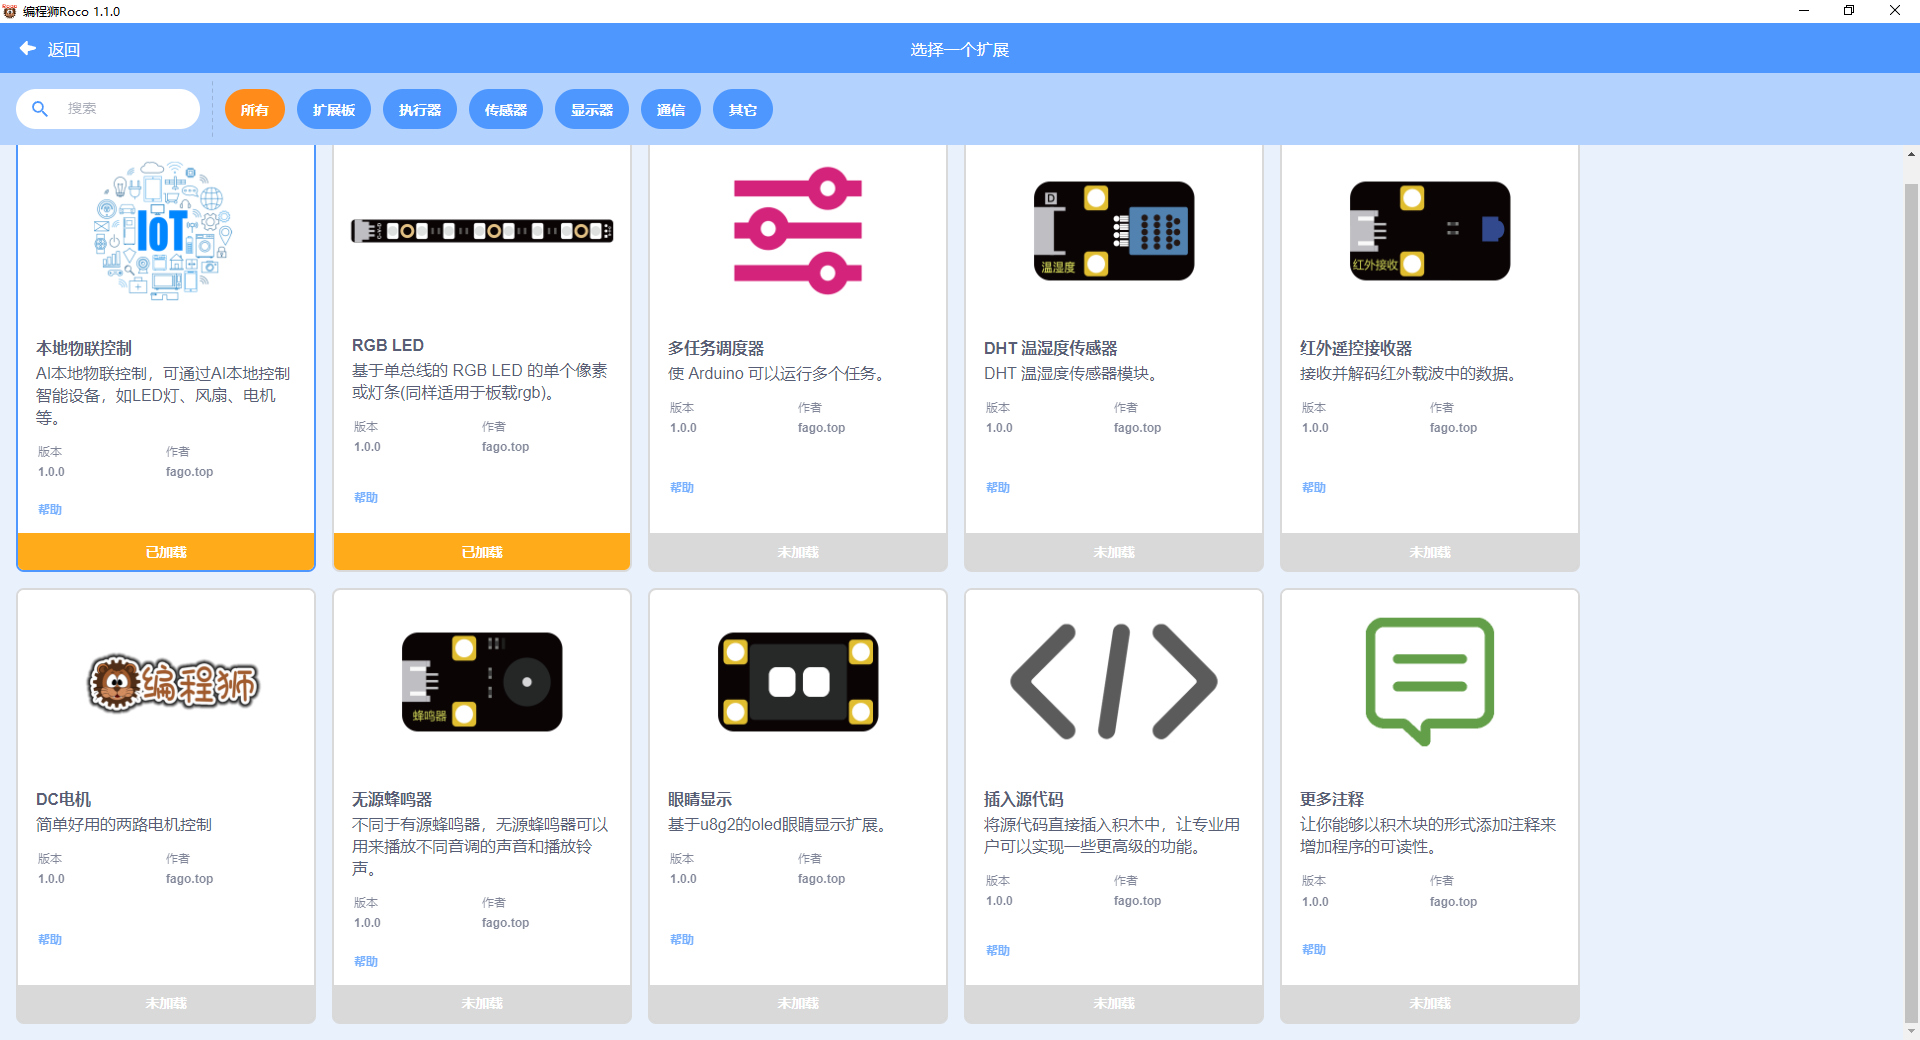 编程狮Roco 1.1.0
返回
选择一个扩展
搜索
所有
扩展板
执行器
传感器
显示器
通信
其它
IoT
本地物联控制
AI本地物联控制，可通过AI本地控制
智能设备，如LED灯、风扇、电机
等。
版本 作者
1.0.0 fago.top
帮助
已加载
RGB LED
基于单总线的 RGB LED 的单个像素
或灯条(同样适用于板载rgb)。
版本 作者
1.0.0 fago.top
帮助
已加载
多任务调度器
使 Arduino 可以运行多个任务。
版本 作者
1.0.0 fago.top
帮助
未加载
D
温湿度
DHT 温湿度传感器
DHT 温湿度传感器模块。
版本 作者
1.0.0 fago.top
帮助
未加载
红外接收
红外遥控接收器
接收并解码红外载波中的数据。
版本 作者
1.0.0 fago.top
帮助
未加载
编程狮
DC电机
简单好用的两路电机控制
版本 作者
1.0.0 fago.top
帮助
未加载
蜂鸣器
无源蜂鸣器
不同于有源蜂鸣器，无源蜂鸣器可以
用来播放不同音调的声音和播放铃
声。
版本 作者
1.0.0 fago.top
帮助
未加载
眼睛显示
基于u8g2的oled眼睛显示扩展。
版本 作者
1.0.0 fago.top
帮助
未加载
插入源代码
将源代码直接插入积木中，让专业用
户可以实现一些更高级的功能。
版本 作者
1.0.0 fago.top
帮助
未加载
更多注释
让你能够以积木块的形式添加注释来
增加程序的可读性。
版本 作者
1.0.0 fago.top
帮助
未加载